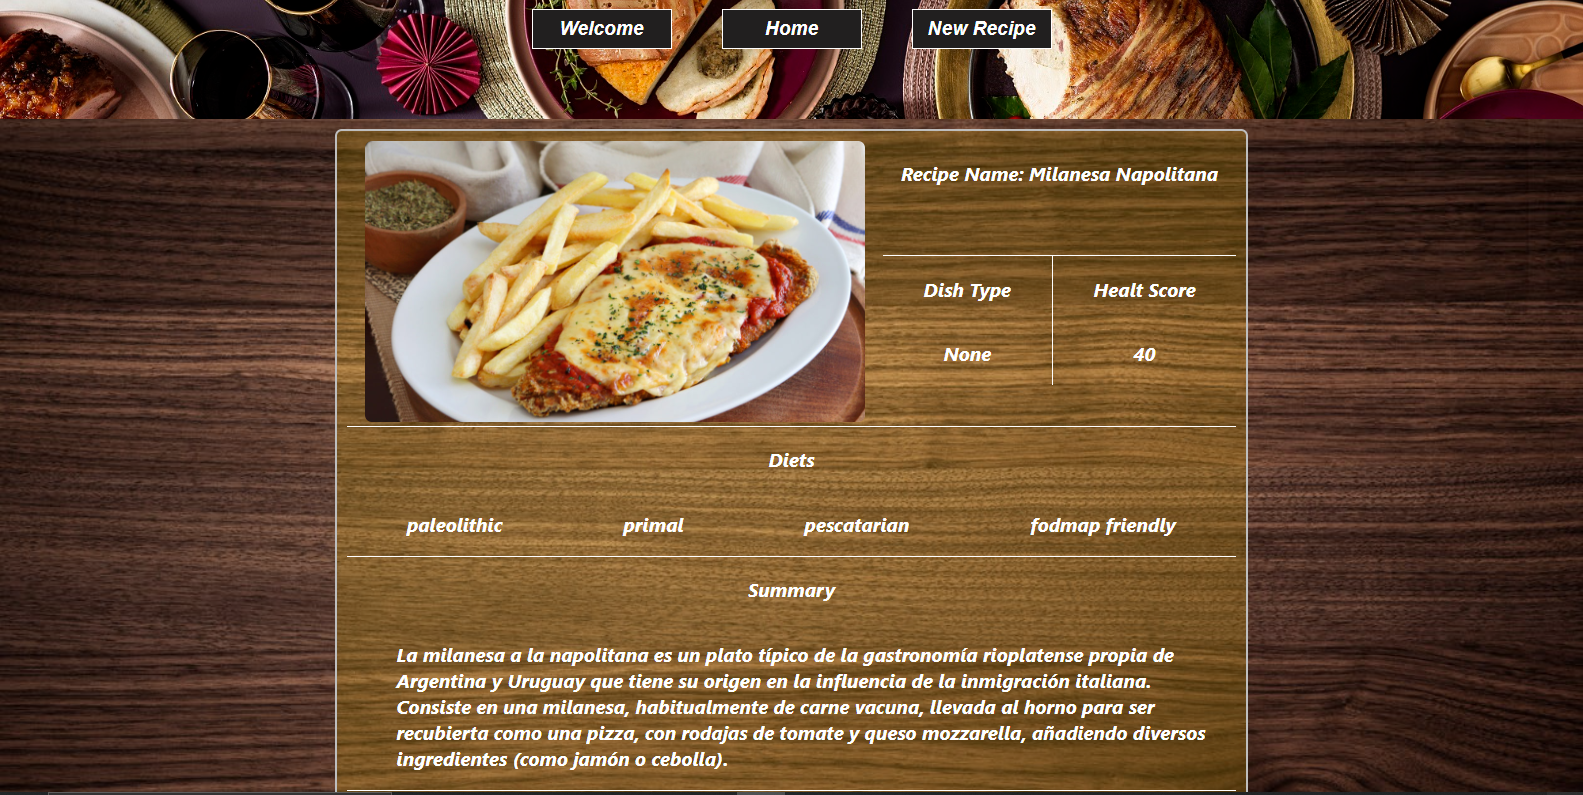 Welcome
Home
New Recipe
Recipe Name: Milanesa Napolitana
Dish Type
Healt Score
None
40
Diets
paleolithic
primal
pescatarian
fodmap friendly
Summary
La milanesa a la napolitana es un plato típico de la gastronomía rioplatense propia de
Argentina y Uruguay que tiene su origen en la influencia de la inmigración italiana.
Consiste en una milanesa, habitualmente de carne vacuna, llevada al horno para ser
recubierta como una pizza, con rodajas de tomate y queso mozzarella, añadiendo diversos
ingredientes (como jamón o cebolla).